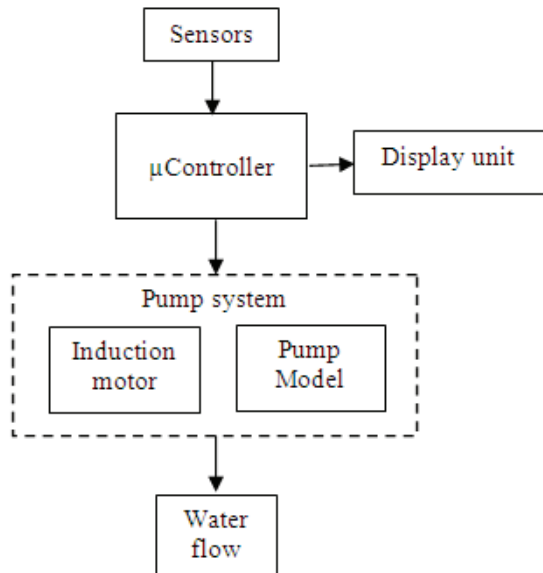 Sensors
µController
Display unit
Pump system
Induction
motor
Pump
Model
Water
flow